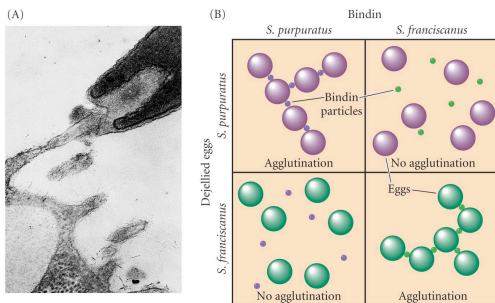 (A)
(B)
Bindin
S. purpuratus
S. franciscanus
Dejellied eggs
S. purpuratus
Bindin
particles
Agglutination
No agglutination
Eggs
S. franciscanus
No agglutination
Agglutination